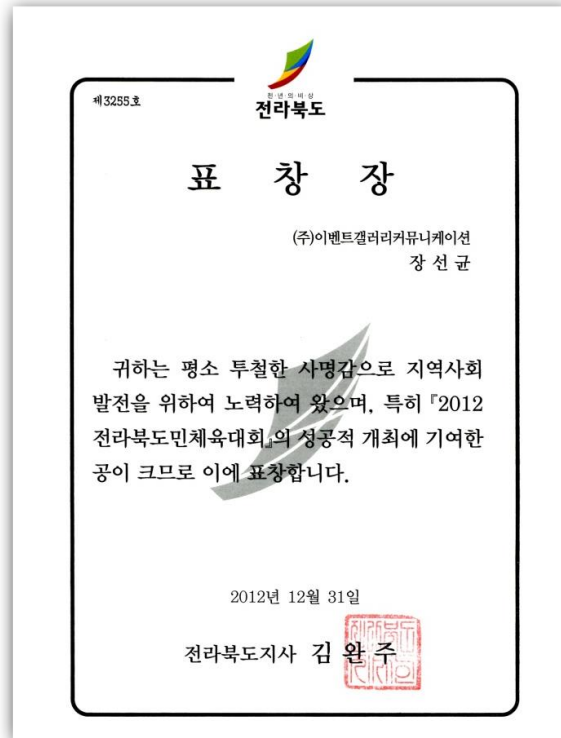 천·년·의·비·상
전라북도
제3255호
표 창 장
(주)이벤트갤러리커뮤니케이션
장 선 균
귀하는 평소 투철한 사명감으로 지역사회
발전을 위하여 노력하여 왔으며, 특히 『2012
전라북도민체육대회』의 성공적 개최에 기여한
공이 크므로 이에 표창합니다.
2012년 12월 31일
전라북도지사 김 완 주